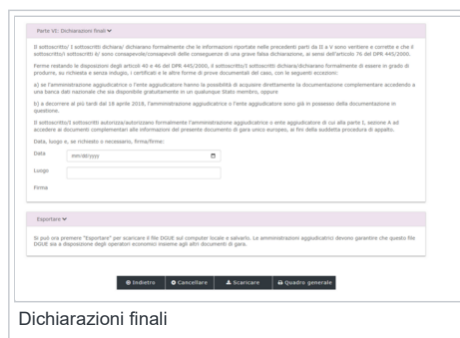 Parte VI: Dichiarazioni finali
Il sottoscritto/ I sottoscritti dichiara/ dichiarano formalmente che le informazioni riportate nelle precedenti parti da II a V sono veritiere e corrette e che il
sottoscritto/i sottoscritti è/ sono consapevole/consapevoli delle conseguenze di una grave falsa dichiarazione, ai sensi dell'articolo 76 del DPR 445/2000.
Ferme restando le disposizioni degli articoli 40 e 46 del DPR 445/2000, il sottoscritto/I sottoscritti dichiara/dichiarano formalmente di essere in grado di
produrre, su richiesta e senza indugio, i certificati e le altre forme di prove documentali del caso, con le seguenti eccezioni:
a) se l'amministrazione aggiudicatrice o l'ente aggiudicatore hanno la possibilità di acquisire direttamente la documentazione complementare accedendo a
una banca dati nazionale che sia disponibile gratuitamente in un qualunque Stato membro, oppure
b) a decorrere al più tardi dal 18 aprile 2018, l'amministrazione aggiudicatrice o l'ente aggiudicatore sono già in possesso della documentazione in
questione.
Il sottoscritto/I sottoscritti autorizza/autorizzano formalmente l'amministrazione aggiudicatrice o ente aggiudicatore di cui alla parte I, sezione A ad
accedere ai documenti complementari alle informazioni del presente documento di gara unico europeo, ai fini della suddetta procedura di appalto.
Data, luogo e, se richiesto o necessario, firma/firme:
Data
mm/dd/yyyy
Luogo
Firma
Esportare
Si può ora premere "Esportare" per scaricare il file DGUE sul computer locale e salvarlo. Le amministrazioni aggiudicatrici devono garantire che questo file
DGUE sia a disposizione degli operatori economici insieme agli altri documenti di gara.
Indietro Cancellare Scaricare Quadro generale
Dichiarazioni finali